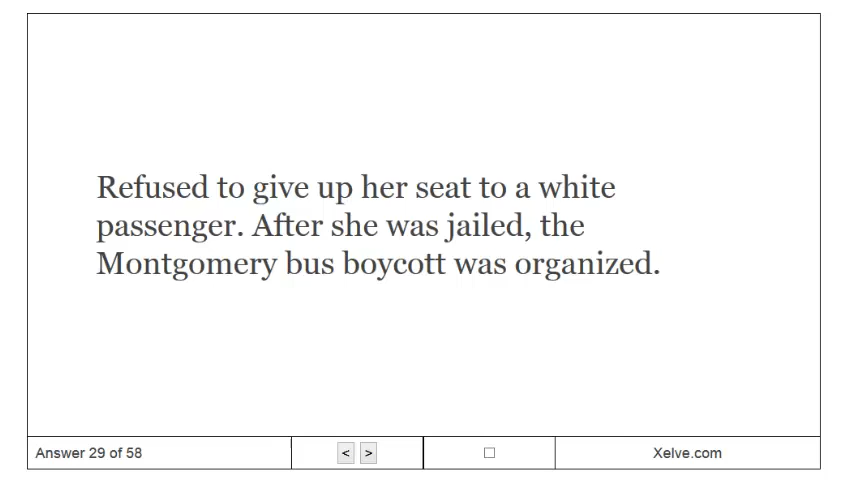 Refused to give up her seat to a white
passenger. After she was jailed, the
Montgomery bus boycott was organized.
Answer 29 of 58
< >
Xelve.com